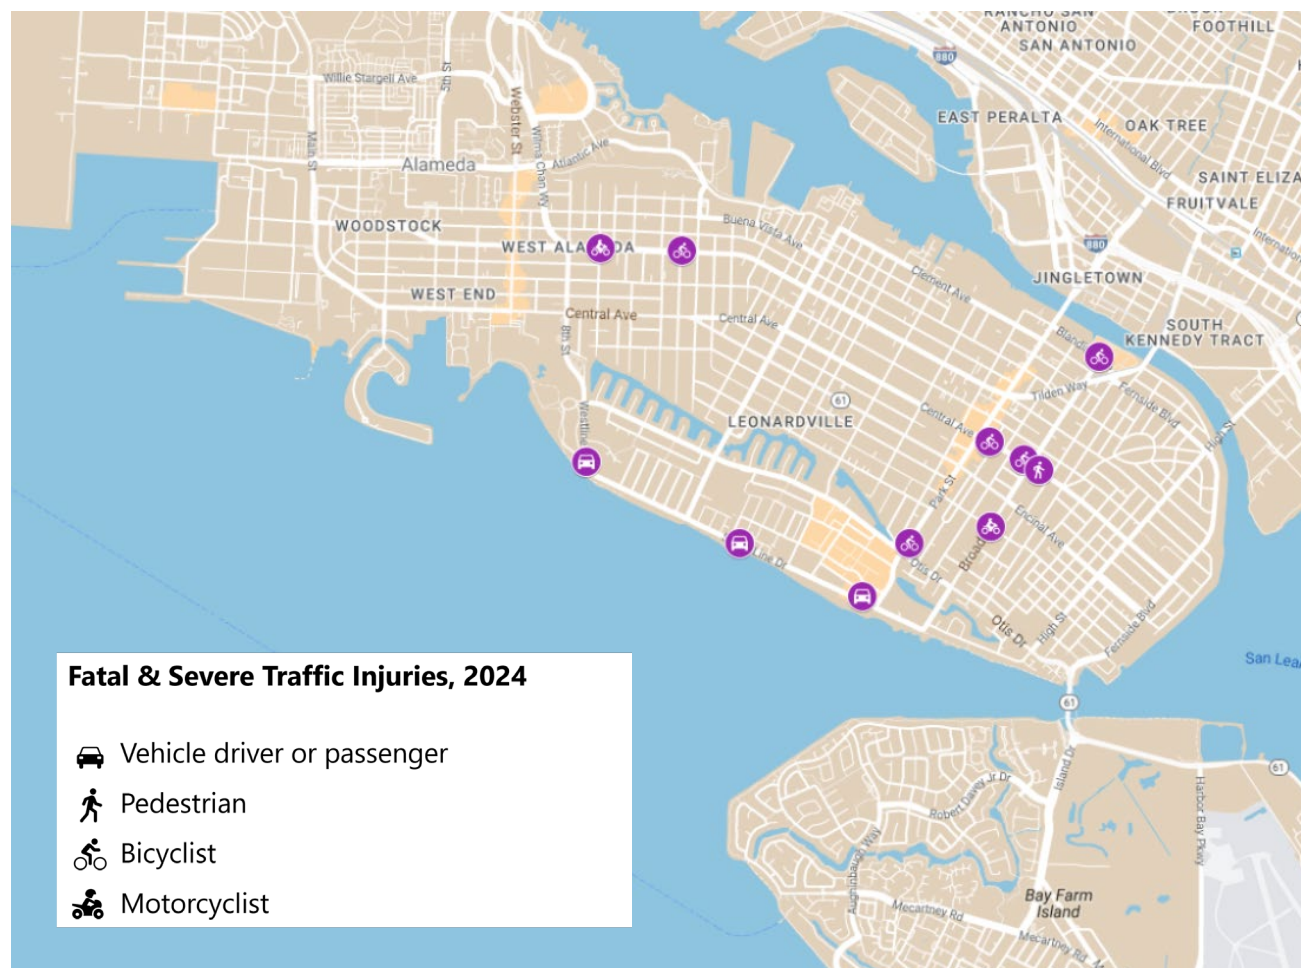 RANCHO SAN
ANTONIO
SAN ANTONIO
FOOTHILL
880
EAST PERALTA
OAK TREE
International Blvd
SAINT ELIZA
FRUITVALE
International
880
JINGLETOWN
SOUTH
KENNEDY TRACT
Willie Stargell Ave
5th St
Webster St
Main St
Wilma Chan Wy
Atlantic Ave
Alameda
WOODSTOCK
WEST ALA DA
Buena Vista Ave
Clement Ave
WEST END
Central Ave
Central Ave
8th St
Westline
61
LEONARDVILLE
Central Ave
Tilden Way
Fernside Blvd
High St
Park St
Encinal Ave
Broad
Otis Dr
Line Dr
Otis Dr
High St
Fernside Blvd
San Lea
61
61
Island Dr
Harbor Bay Pkwy
Robert Davey Jr Dr
Aughinbaugh Way
Mecartney Rd
Bay Farm
Island
Mecartney Rd
Fatal & Severe Traffic Injuries, 2024
Vehicle driver or passenger
Pedestrian
Bicyclist
Motorcyclist